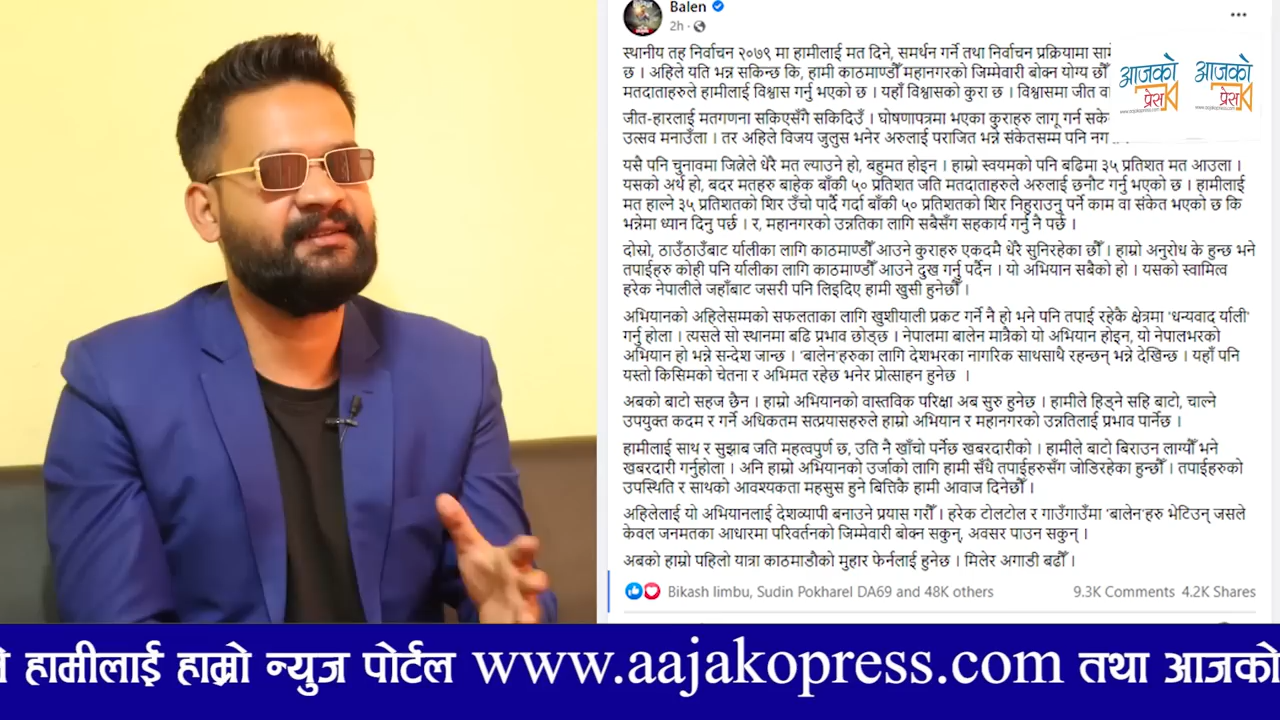 Balen
2h
स्थानीय तह निर्वाचन २०७९ मा हामीलाई मत दिने, समर्थन गर्ने तथा निर्वाचन प्रक्रियामा
छ । अहिले यति भन्न सकिन्छ कि, हामी काठमाण्डौँ महानगरको जिम्मेवारी बोक्न योग्य छौँ
मतदाताहरुले हामीलाई विश्वास गर्नु भएको छ । यहाँ विश्वासको कुरा छ । विश्वासमा जीत
जीत-हारलाई मतगणना सकिएसँगै सकिदिउँ । घोषणापत्रमा भएका कुराहरु लागू गर्न
उत्सव मनाउँला । तर अहिले विजय जुलुस भनेर अरुलाई पराजित भन्ने संकेतसम्म पनि
यसै पनि चुनावमा जित्नेले धेरै मत ल्याउने हो, बहुमत होइन । हाम्रो स्वयमको पनि बढिमा ३५ प्रतिशत मत आउला ।
यसको अर्थ हो, बदर मतहरु बाहेक बाँकी ५० प्रतिशत जति मतदाताहरुले अरुलाई छनौट गर्नु भएको छ । हामीलाई
मत हाल्ने ३५ प्रतिशतको शिर उँचो पार्दै गर्दा बाँकी ५० प्रतिशतको शिर निहुराउनु पर्ने काम वा संकेत भएको छ कि
भन्नेमा ध्यान दिनु पर्छ । र, महानगरको उन्नतिका लागि सबैसँग सहकार्य गर्नु नै पर्छ ।
दोस्रो, ठाउँठाउँबाट र्यालीका लागि काठमाण्डौँ आउने कुराहरु एकदमै धेरै सुनिरहेका छौँ । हाम्रो अनुरोध के हुन्छ भने
तपाईहरु कोही पनि र्यालीका लागि काठमाण्डौँ आउने दुख गर्नु पर्दैन । यो अभियान सबैको हो । यसको स्वामित्व
हरेक नेपालीले जहाँबाट जसरी पनि लिइदिए हामी खुसी हुनेछौँ ।
अभियानको अहिलेसम्मको सफलताका लागि खुशीयाली प्रकट गर्ने नै हो भने पनि तपाई रहेकै क्षेत्रमा 'धन्यवाद र्याली'
गर्नु होला । त्यसले सो स्थानमा बढि प्रभाव छोड्छ । नेपालमा बालेन मात्रैको यो अभियान होइन, यो नेपालभरको
अभियान हो भन्ने सन्देश जान्छ । 'बालेन'हरुका लागि देशभरका नागरिक साथसाथै रहन्छन् भन्ने देखिन्छ । यहाँ पनि
यस्तो किसिमको चेतना र अभिमत रहेछ भनेर प्रोत्साहन हुनेछ ।
अबको बाटो सहज छैन । हाम्रो अभियानको वास्तविक परिक्षा अब सुरु हुनेछ । हामीले हिड्ने सहि बाटो, चाल्ने
उपयुक्त कदम र गर्ने अधिकतम सत्प्रयासहरुले हाम्रो अभियान र महानगरको उन्नतिलाई प्रभाव पार्नेछ ।
हामीलाई साथ र सुझाब जति महत्वपुर्ण छ, उति नै खाँचो पर्नेछ खबरदारीको । हामीले बाटो बिराउन लाग्यौँ भने
खबरदारी गर्नुहोला । अनि हाम्रो अभियानको उर्जाको लागि हामी सँधै तपाईहरुसँग जोडिरहेका हुन्छौँ । तपाईहरुको
उपस्थिति र साथको आवश्यकता महसुस हुने बित्तिकै हामी आवाज दिनेछौँ ।
अहिलेलाई यो अभियानलाई देशव्यापी बनाउने प्रयास गरौँ । हरेक टोलटोल र गाउँगाउँमा 'बालेन'हरु भेटिउन् जसले
केवल जनमतका आधारमा परिवर्तनको जिम्मेवारी बोक्न सकुन्, अवसर पाउन सकुन् ।
अबको हाम्रो पहिलो यात्रा काठमाडौको मुहार फेर्नलाई हुनेछ । मिलेर अगाडी बढौँ ।
Bikash limbu, Sudin Pokharel DA69 and 48K others 9.3K Comments 4.2K Shares
आजको प्रेस
www.aajakopress.com
आजको प्रेस
www.aajakopress.com
हामीलाई हाम्रो न्युज पोर्टल www.aajakopress.com तथा आजको